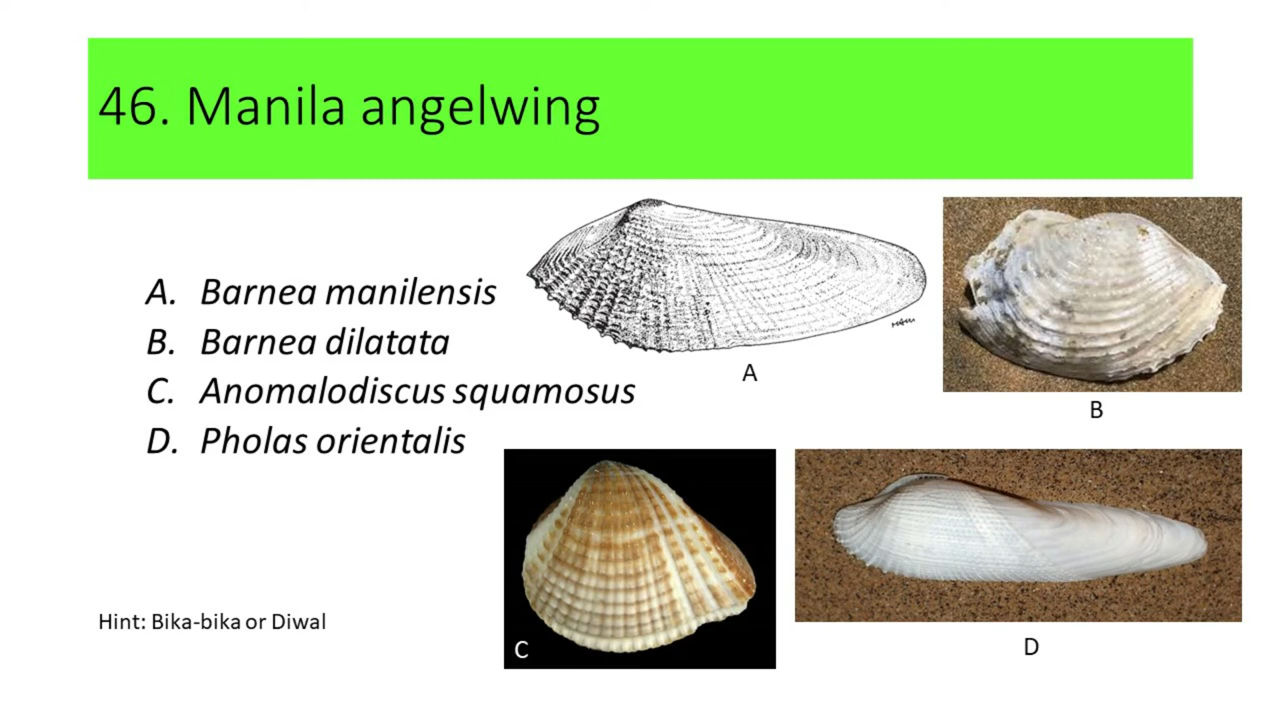 46. Manila angelwing
A. Barnea manilensis
B. Barnea dilatata
C. Anomalodiscus squamosus
D. Pholas orientalis
Hint: Bika-bika or Diwal
A
B
C
D